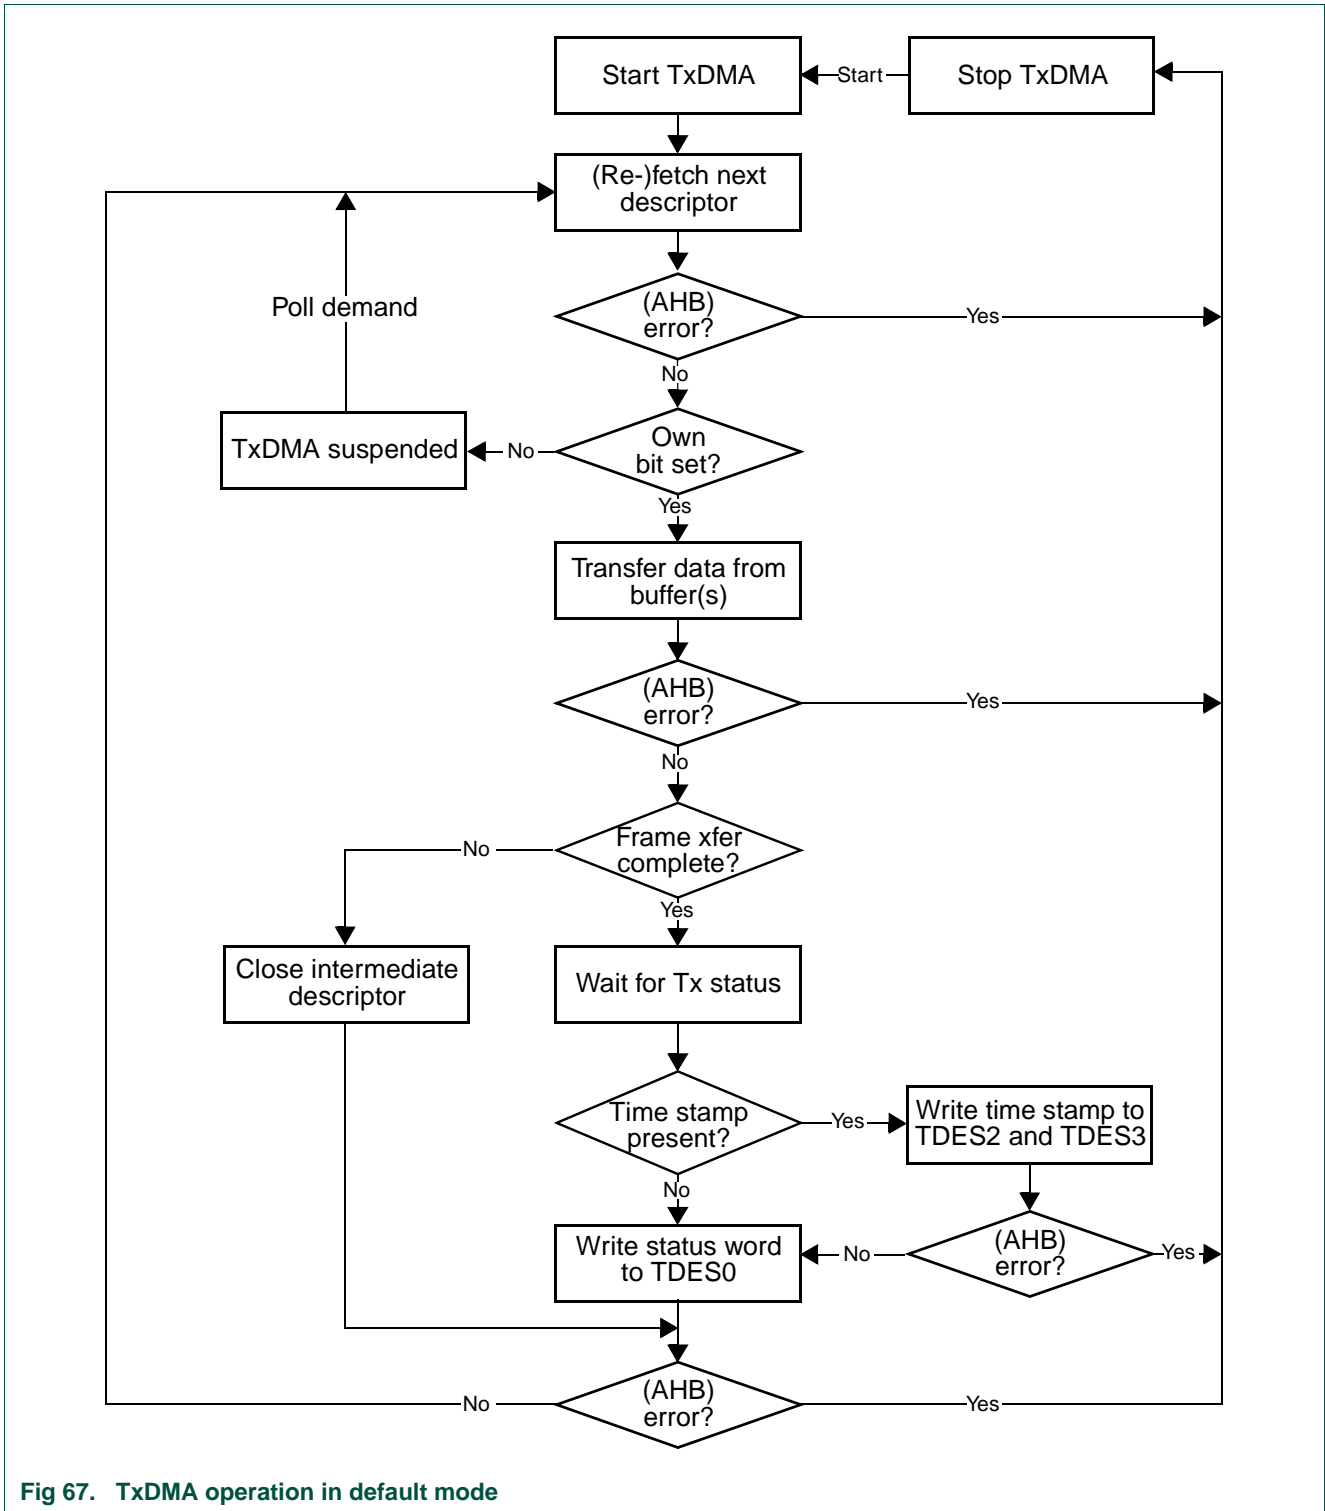 Start TxDMA
Start
Stop TxDMA
(Re-)fetch next
descriptor
Poll demand
(AHB)
error?
Yes
No
TxDMA suspended
No
Own
bit set?
Yes
Transfer data from
buffer(s)
(AHB)
error?
Yes
No
No
Frame xfer
complete?
Yes
Close intermediate
descriptor
Wait for Tx status
Time stamp
present?
Yes
Write time stamp to
TDES2 and TDES3
No
Write status word
to TDES0
No
(AHB)
error?
Yes
No
(AHB)
error?
Yes
Fig 67. TxDMA operation in default mode